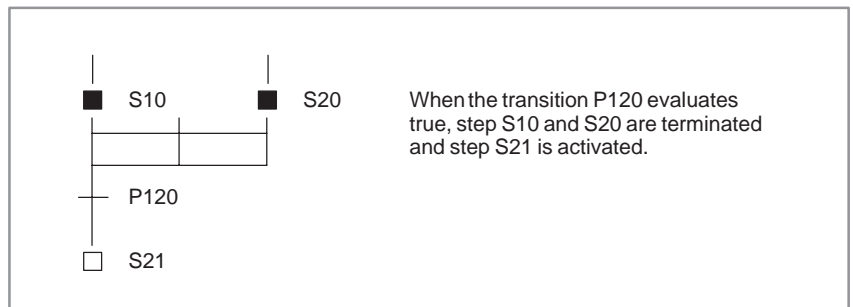 S10
S20
When the transition P120 evaluates
true, step S10 and S20 are terminated
and step S21 is activated.
P120
S21